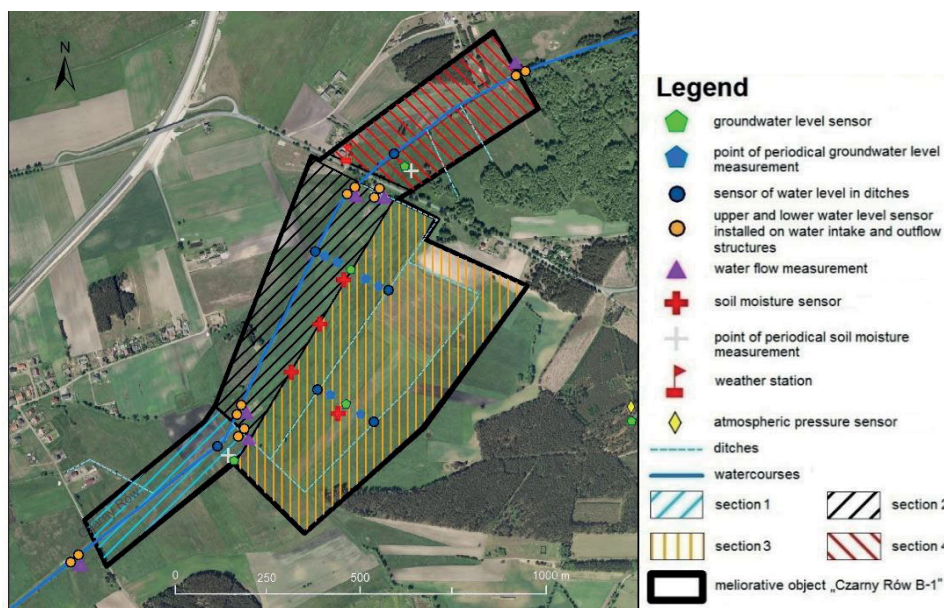 N
Legend
groundwater level sensor
point of periodical groundwater level
measurement
sensor of water level in ditches
upper and lower water level sensor
installed on water intake and outflow
structures
water flow measurement
soil moisture sensor
point of periodical soil moisture
measurement
weather station
atmospheric pressure sensor
ditches
watercourses
section 1
section 2
section 3
section 4
meliorative object „Czarny Rów B-1"
Czarny Rów
0 250 500 1000 m